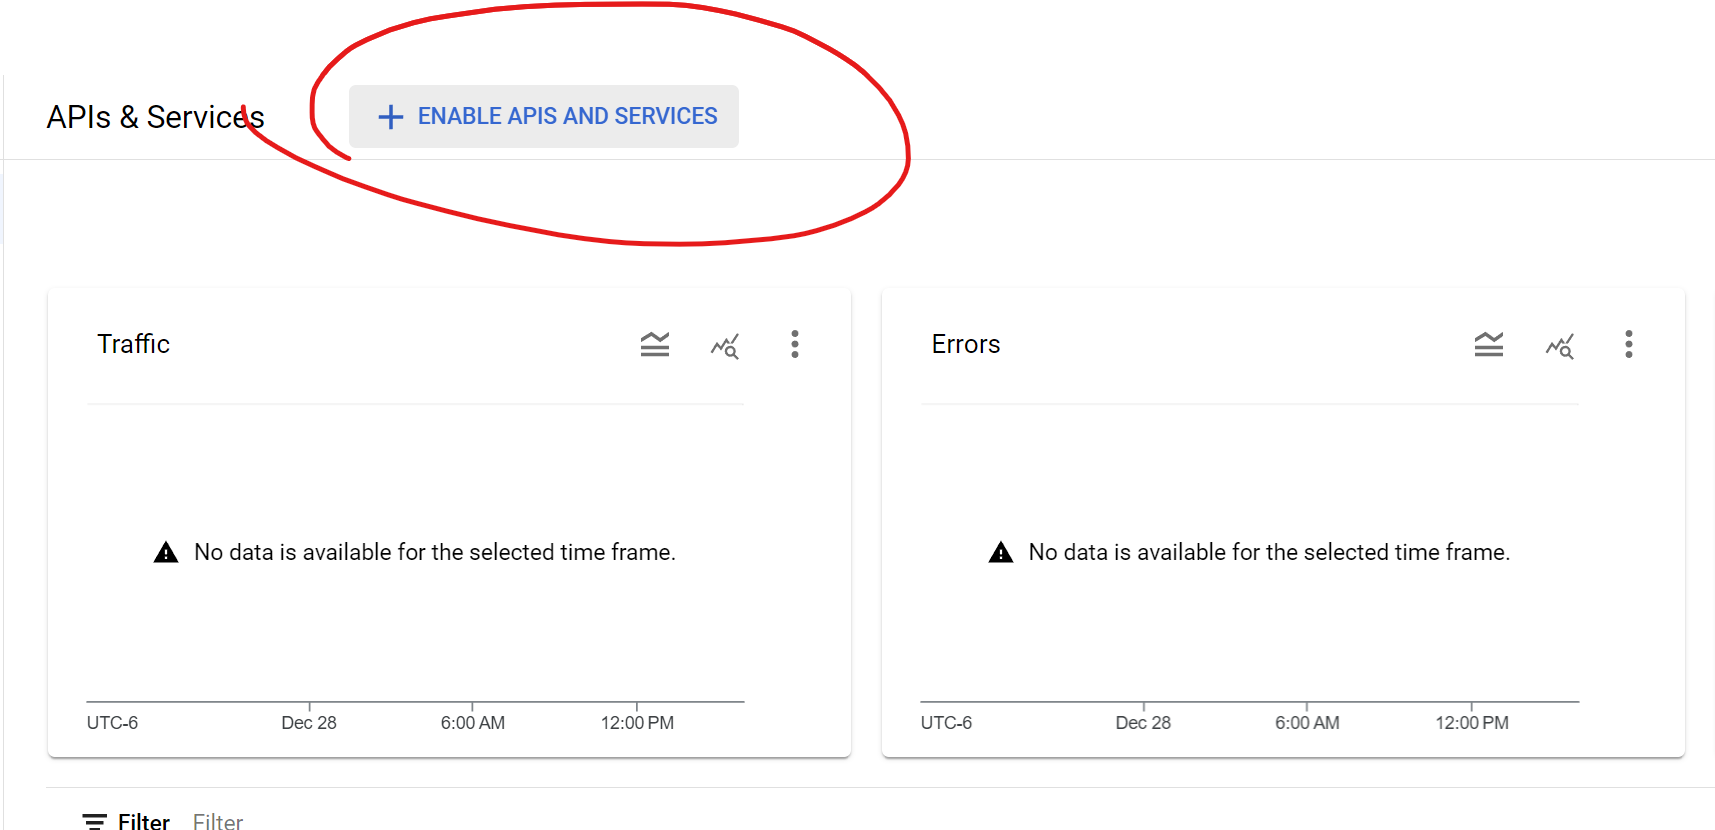 APIs & Services
ENABLE APIS AND SERVICES
Traffic
Errors
No data is available for the selected time frame.
No data is available for the selected time frame.
UTC-6 Dec 28 6:00 AM 12:00 PM
UTC-6 Dec 28 6:00 AM 12:00 PM
Filter Filter